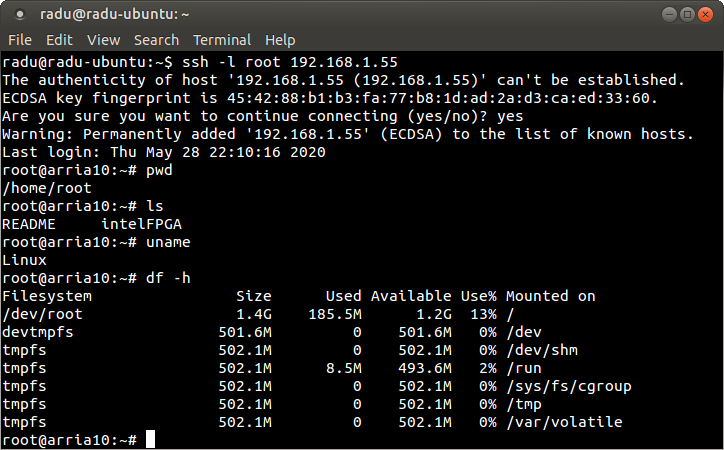 radu@radu-ubuntu: ~
File Edit View Search Terminal Help
radu@radu-ubuntu:~$ ssh -l root 192.168.1.55
The authenticity of host '192.168.1.55 (192.168.1.55)' can't be established.
ECDSA key fingerprint is 45:42:88:b1:b3:fa:77:b8:1d:ad:2a:d3:ca:ed:33:60.
Are you sure you want to continue connecting (yes/no)? yes
Warning: Permanently added '192.168.1.55' (ECDSA) to the list of known hosts.
Last login: Thu May 28 22:10:16 2020
root@arria10:~# pwd
/home/root
root@arria10:~# ls
README     intelFPGA
root@arria10:~# uname
Linux
root@arria10:~# df -h
Filesystem                Size      Used Available Use% Mounted on
/dev/root                 1.4G    185.5M      1.2G  13% /
devtmpfs                501.6M         0    501.6M   0% /dev
tmpfs                   502.1M         0    502.1M   0% /dev/shm
tmpfs                   502.1M      8.5M    493.6M   2% /run
tmpfs                   502.1M         0    502.1M   0% /sys/fs/cgroup
tmpfs                   502.1M         0    502.1M   0% /tmp
tmpfs                   502.1M         0    502.1M   0% /var/volatile
root@arria10:~#